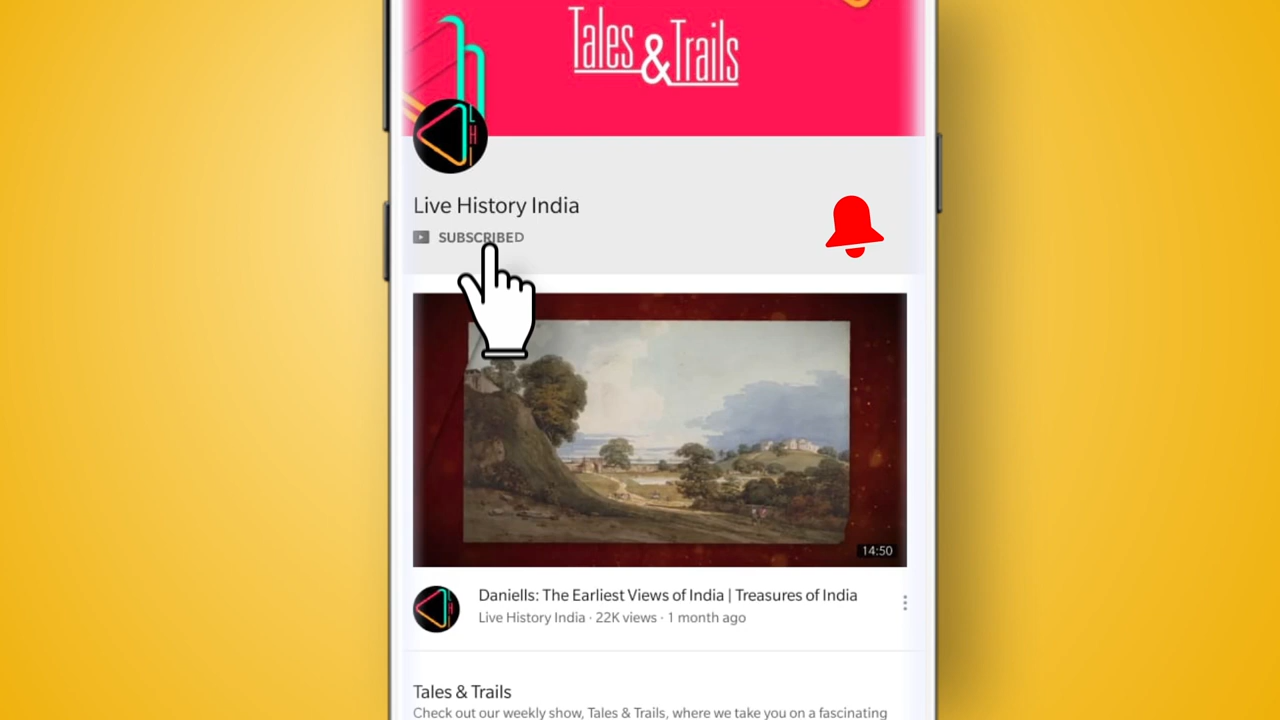 Tales & Trails
LHI
Live History India
SUBSCRIBED
14:50
Daniells: The Earliest Views of India | Treasures of India
Live History India · 22K views · 1 month ago
Tales & Trails
Check out our weekly show, Tales & Trails, where we take you on a fascinating